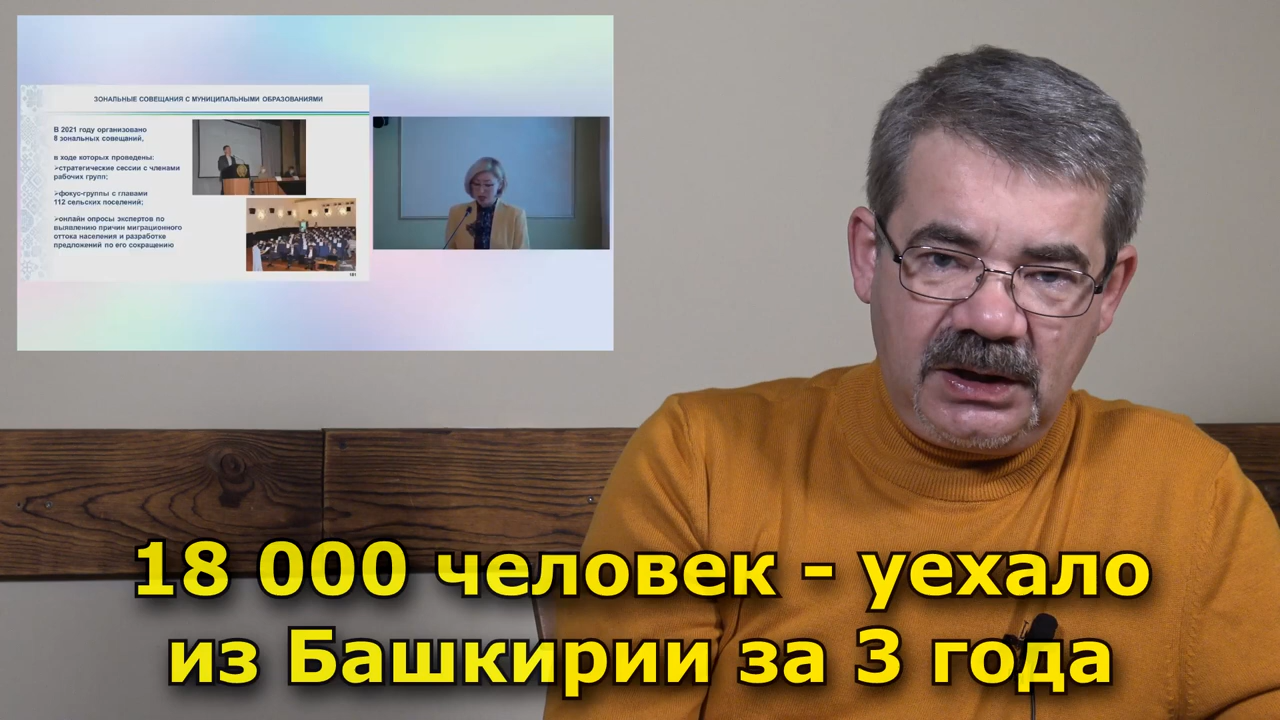 ЗОНАЛЬНЫЕ СОВЕЩАНИЯ С МУНИЦИПАЛЬНЫМИ ОБРАЗОВАНИЯМИ
В 2021 году организовано
8 зональных совещаний,
в ходе которых проведены:
➢стратегические сессии с членами
рабочих групп;
➢фокус-группы с главами
112 сельских поселений;
➢онлайн опросы экспертов по
выявлению причин миграционного
оттока населения и разработке
предложений по его сокращению
181
18 000 человек - уехало
из Башкирии за 3 года